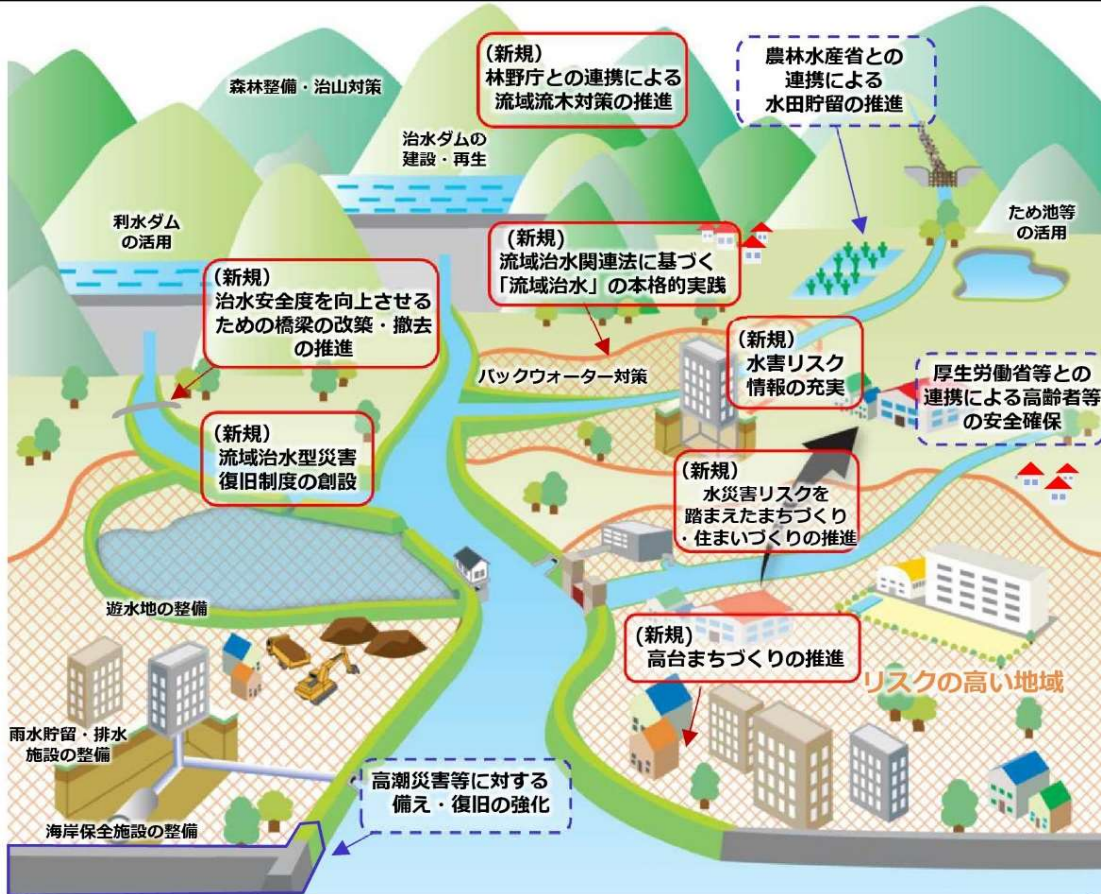 (新規)
林野庁との連携による
流域流木対策の推進
農林水産省との
連携による
水田貯留の推進
森林整備・治山対策
治水ダムの
建設・再生
利水ダム
の活用
ため池等
の活用
(新規)
治水安全度を向上させる
ための橋梁の改築・撤去
の推進
(新規)
流域治水関連法に基づく
「流域治水」の本格的実践
(新規)
水害リスク
情報の充実
バックウォーター対策
厚生労働省等との
連携による高齢者等
の安全確保
(新規)
流域治水型災害
復旧制度の創設
(新規)
水災害リスクを
踏まえたまちづくり
・住まいづくりの推進
遊水地の整備
(新規)
高台まちづくりの推進
リスクの高い地域
雨水貯留・排水
施設の整備
高潮災害等に対する
備え・復旧の強化
海岸保全施設の整備